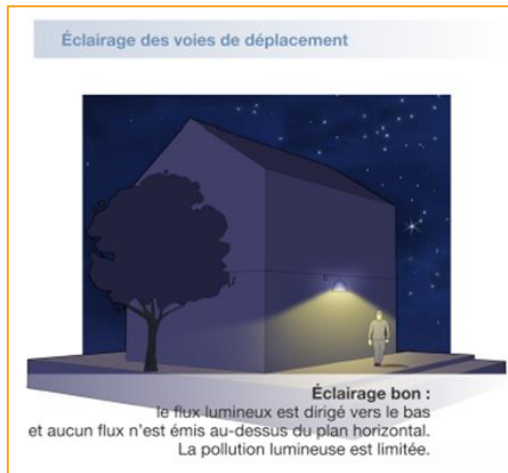 Éclairage des voies de déplacement
Éclairage bon :
le flux lumineux est dirigé vers le bas
et aucun flux n'est émis au-dessus du plan horizontal.
La pollution lumineuse est limitée.